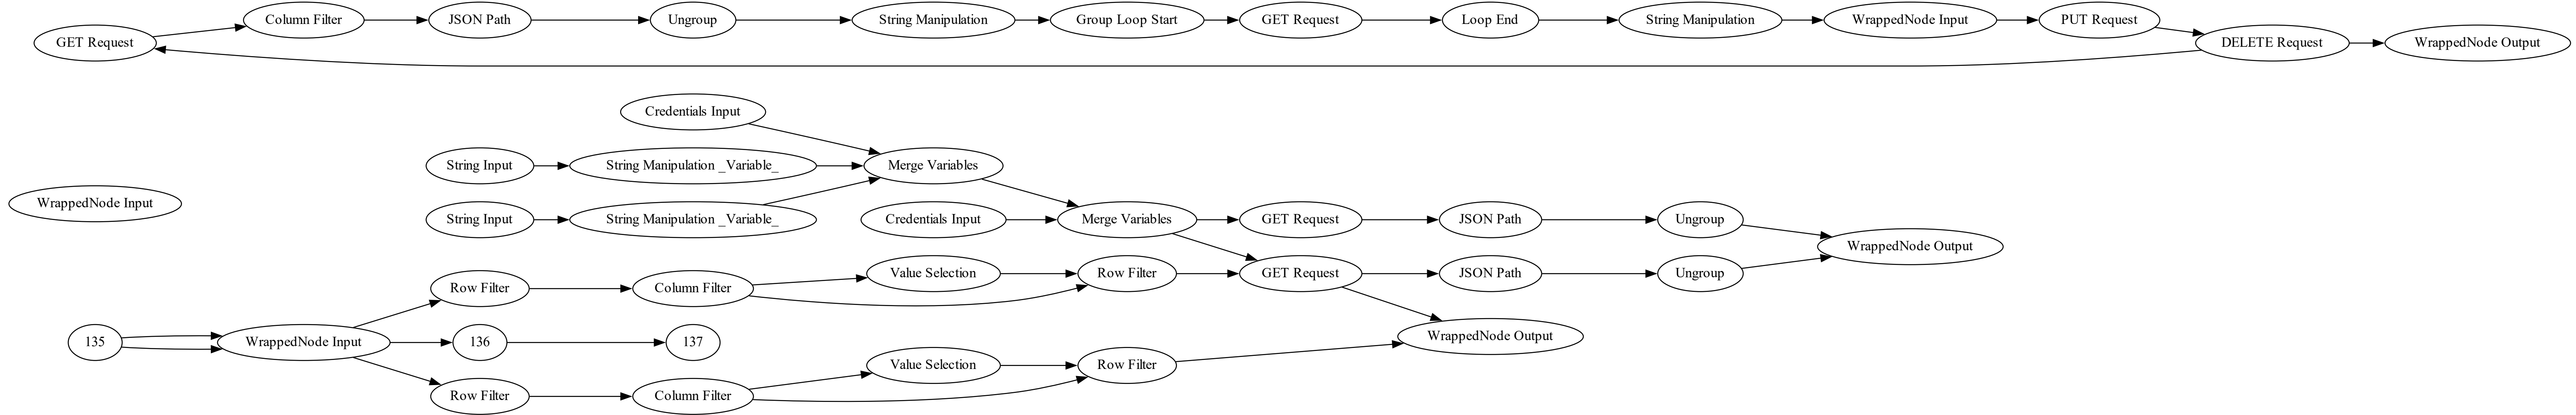 GET Request
Column Filter
JSON Path
Ungroup
String Manipulation
Group Loop Start
GET Request
Loop End
String Manipulation
WrappedNode Input
PUT Request
DELETE Request
WrappedNode Output
Credentials Input
String Input
String Manipulation _Variable_
Merge Variables
WrappedNode Input
String Input
String Manipulation _Variable_
Credentials Input
Merge Variables
GET Request
JSON Path
Ungroup
WrappedNode Output
Row Filter
Column Filter
Value Selection
Row Filter
GET Request
JSON Path
Ungroup
135
WrappedNode Input
136
137
WrappedNode Output
Row Filter
Column Filter
Value Selection
Row Filter